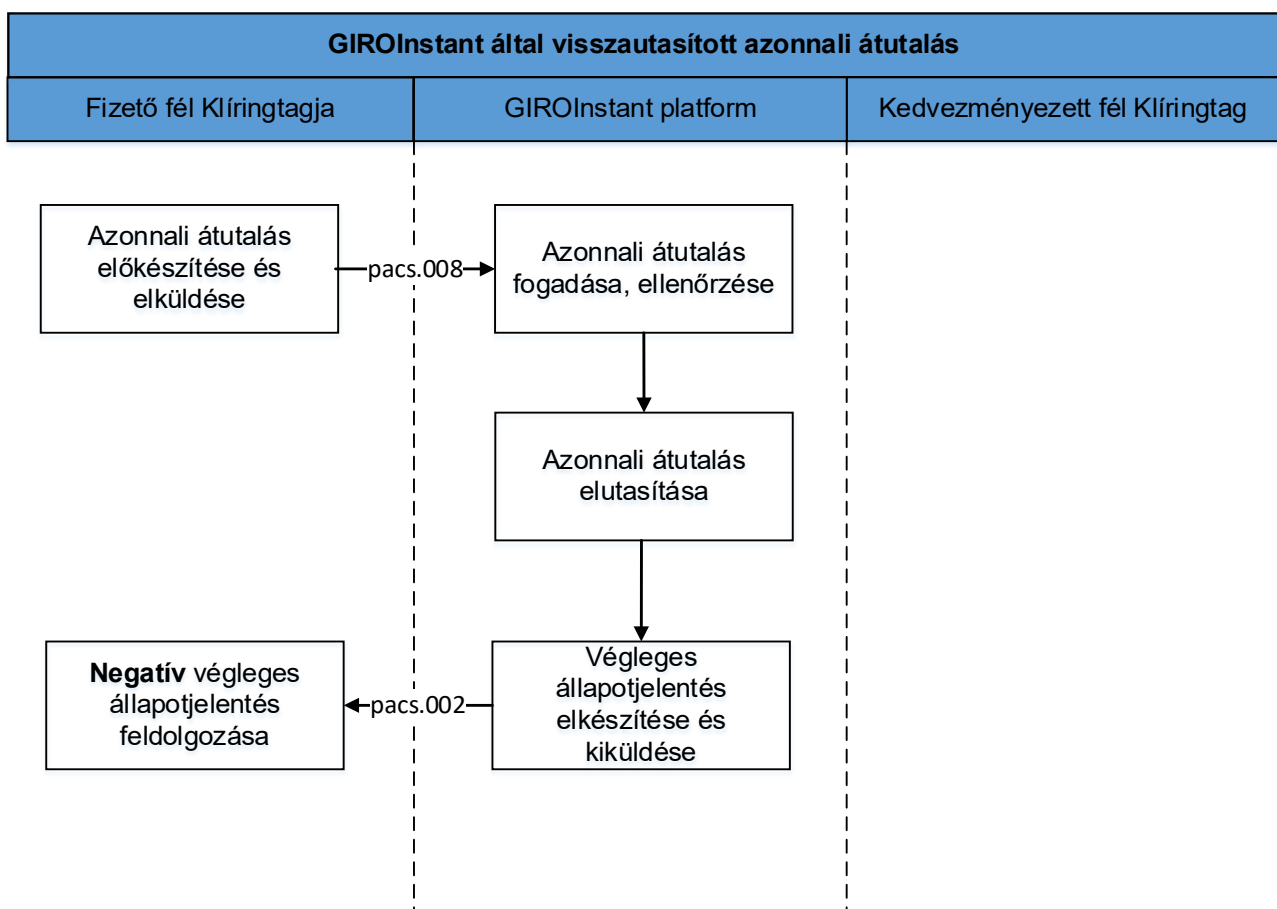 GIROInstant által visszautasított azonnali átutalás
Fizető fél Klíringtagja
GIROInstant platform
Kedvezményezett fél Klíringtag
Azonnali átutalás
előkészítése és
elküldése
pacs.008
Azonnali átutalás
fogadása, ellenőrzése
Azonnali átutalás
elutasítása
Végleges
állapotjelentés
elkészítése és
kiküldése
pacs.002
Negatív végleges
állapotjelentés
feldolgozása